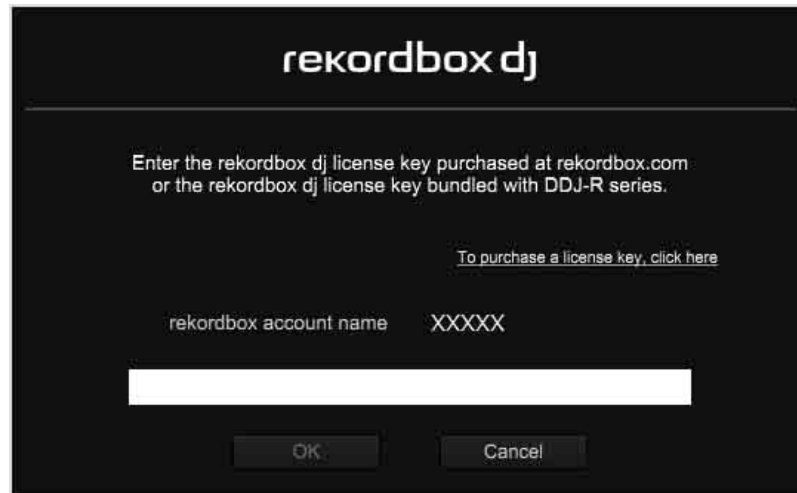 rekordbox dj
Enter the rekordbox dj license key purchased at rekordbox.com
or the rekordbox dj license key bundled with DDJ-R series.
To purchase a license key, click here
rekordbox account name XXXXX
OK Cancel